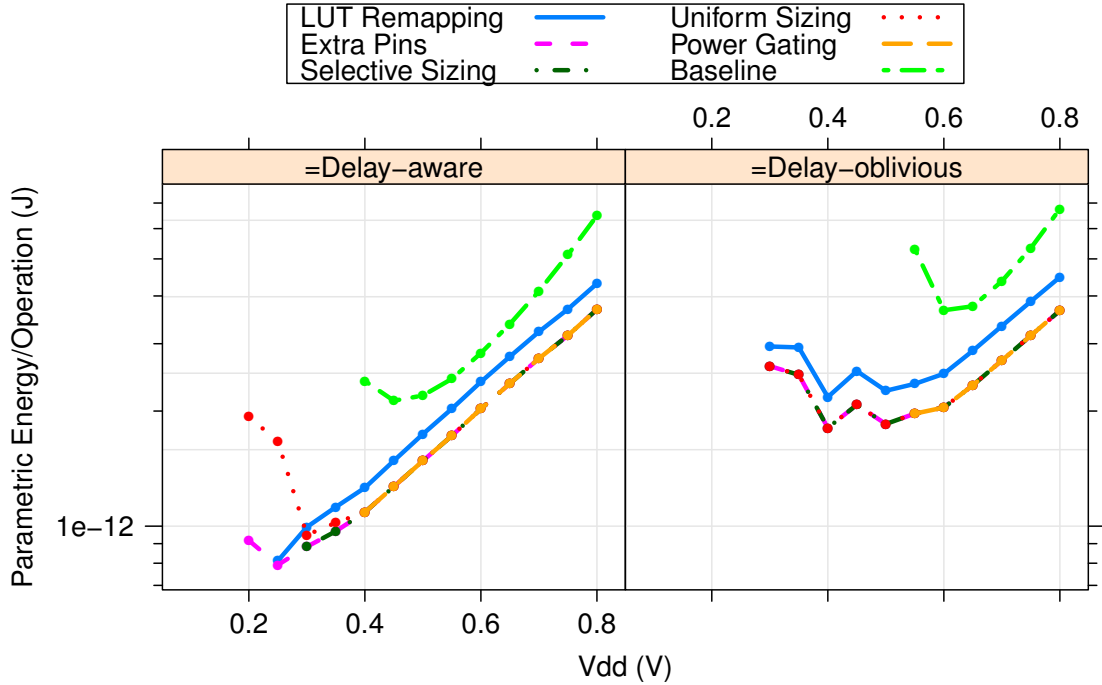 LUT Remapping Uniform Sizing
Extra Pins Power Gating
Selective Sizing Baseline
0.2 0.4 0.6 0.8
=Delay−aware =Delay−oblivious
Parametric Energy/Operation (J)
1e−12
0.2 0.4 0.6 0.8
Vdd (V)